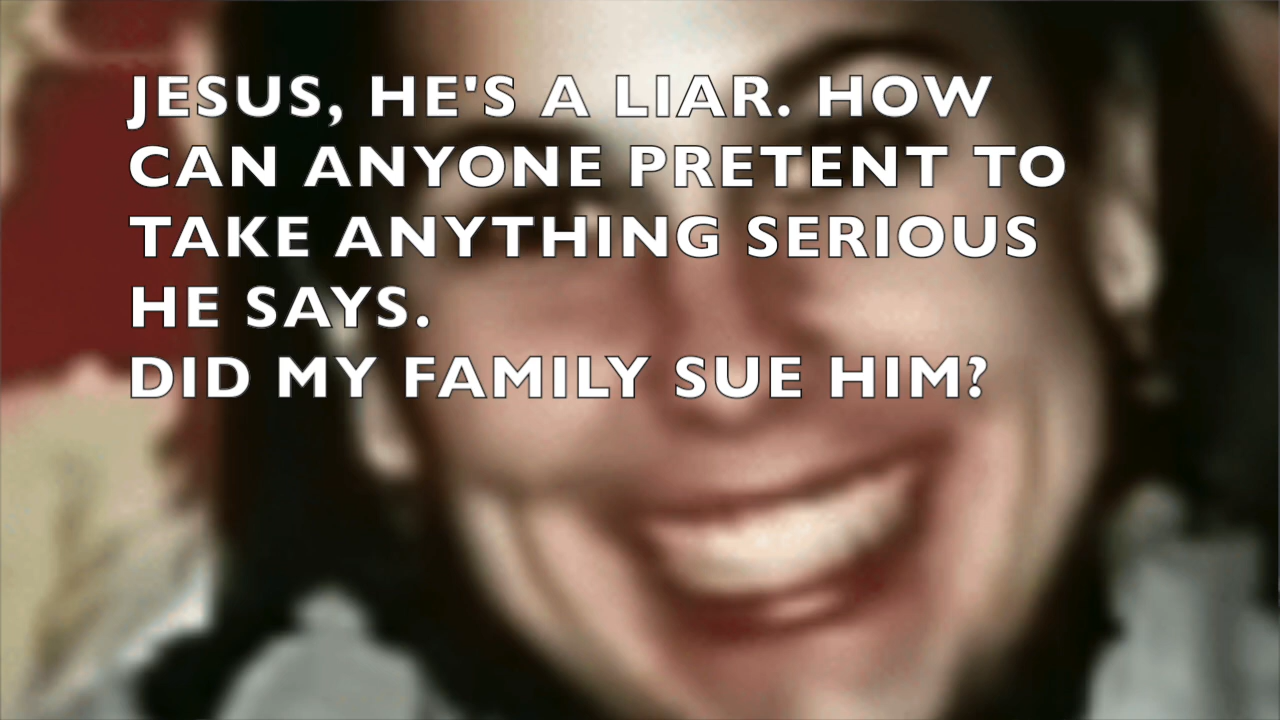 JESUS, HE'S A LIAR. HOW
CAN ANYONE PRETENT TO
TAKE ANYTHING SERIOUS
HE SAYS.
DID MY FAMILY SUE HIM?